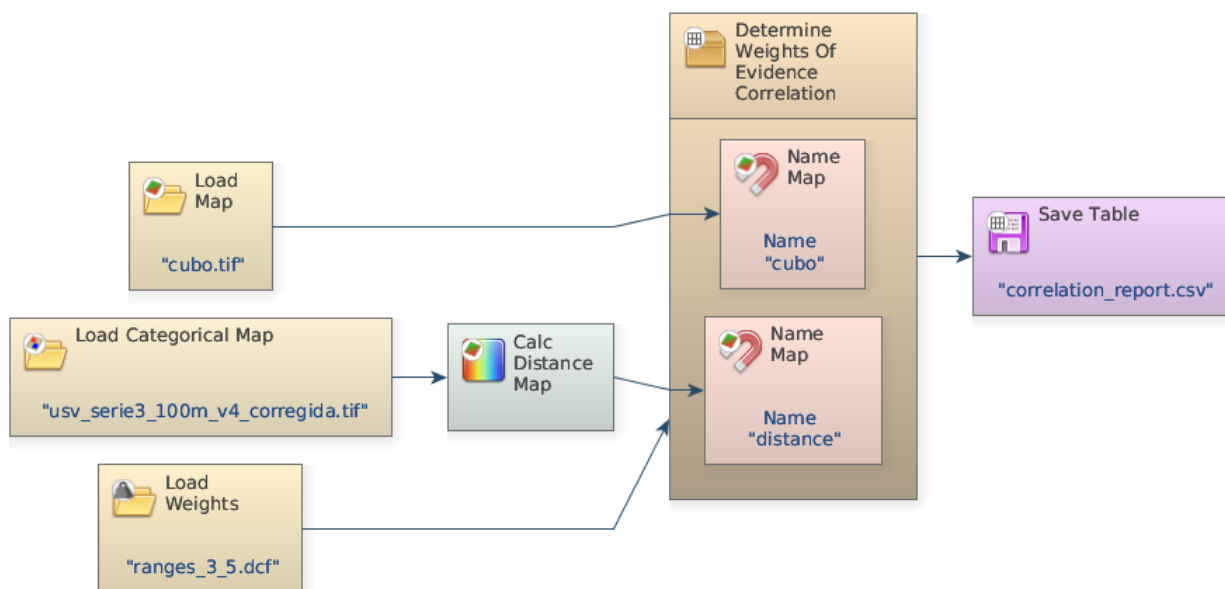 Determine
Weights Of
Evidence
Correlation
Load
Map
"cubo.tif"
Name
Map
Name
"cubo"
Save Table
"correlation_report.csv"
Load Categorical Map
"usv_serie3_100m_v4_corregida.tif"
Calc
Distance
Map
Name
Map
Name
"distance"
Load
Weights
"ranges_3_5.dcf"